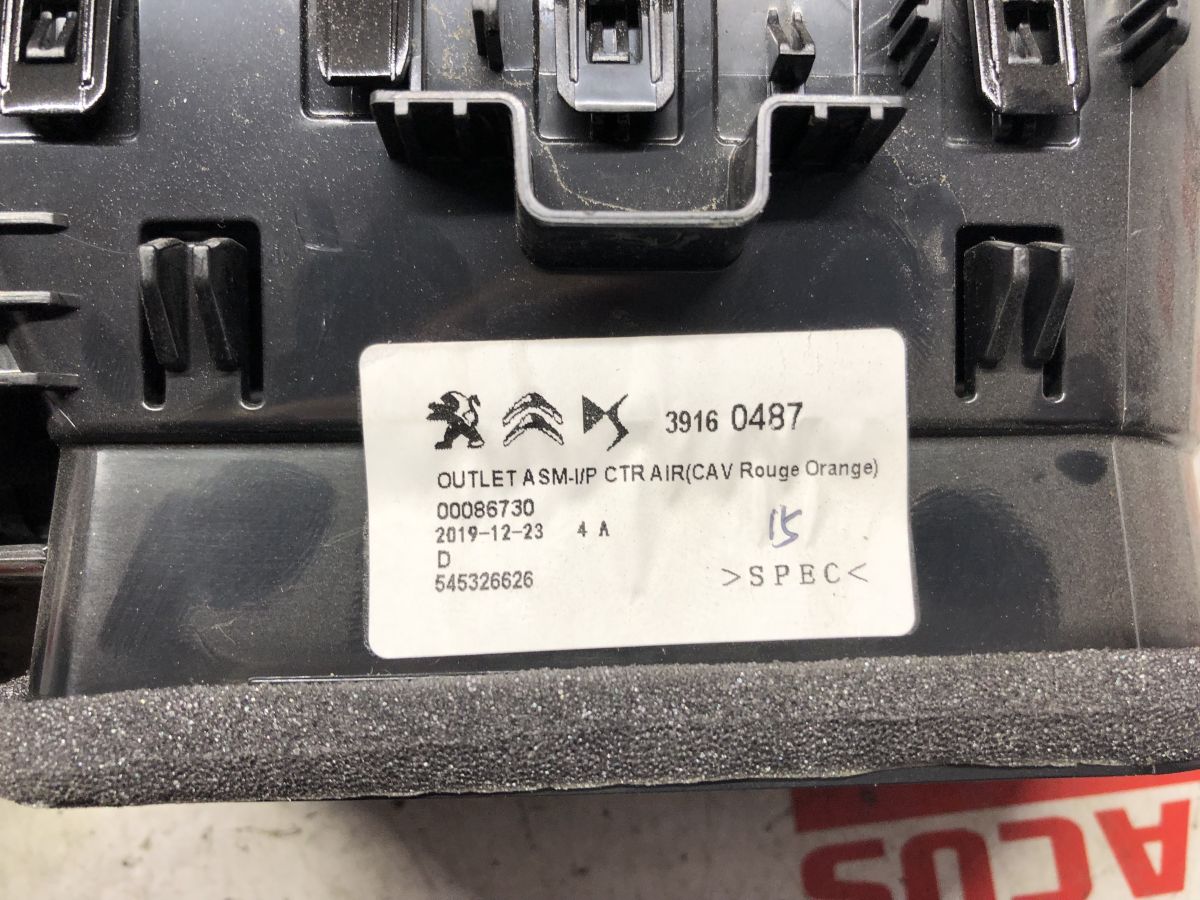 3916 0487
OUTLET ASM-I/P CTR AIR(CAV Rouge Orange)
00086730
2019-12-23 4 A
15
D
545326626
>SPEC<
ACUS